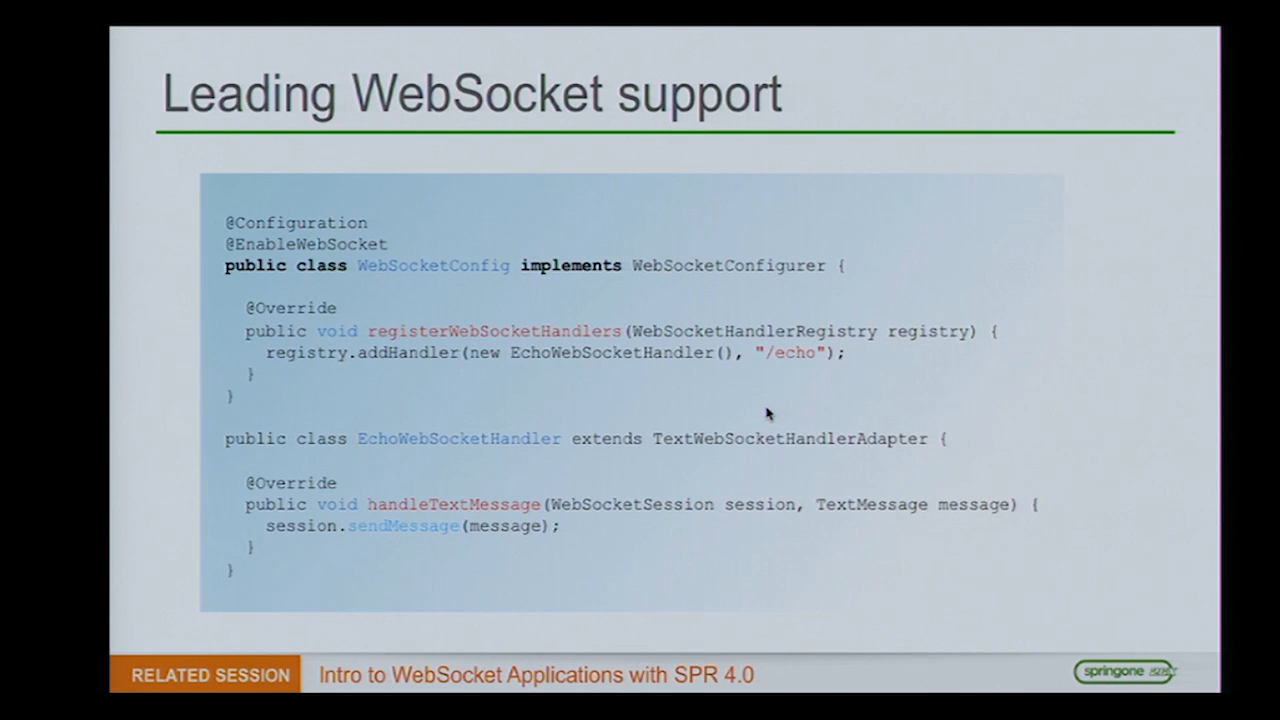 Leading WebSocket support
@Configuration
@EnableWebSocket
public class WebSocketConfig implements WebSocketConfigurer {
@Override
public void registerWebSocketHandlers(WebSocketHandlerRegistry registry) {
registry.addHandler(new EchoWebSocketHandler(), "/echo");
}
}
public class EchoWebSocketHandler extends TextWebSocketHandlerAdapter {
@Override
public void handleTextMessage(WebSocketSession session, TextMessage message) {
session.sendMessage(message);
}
}
RELATED SESSION Intro to WebSocket Applications with SPR 4.0
springone